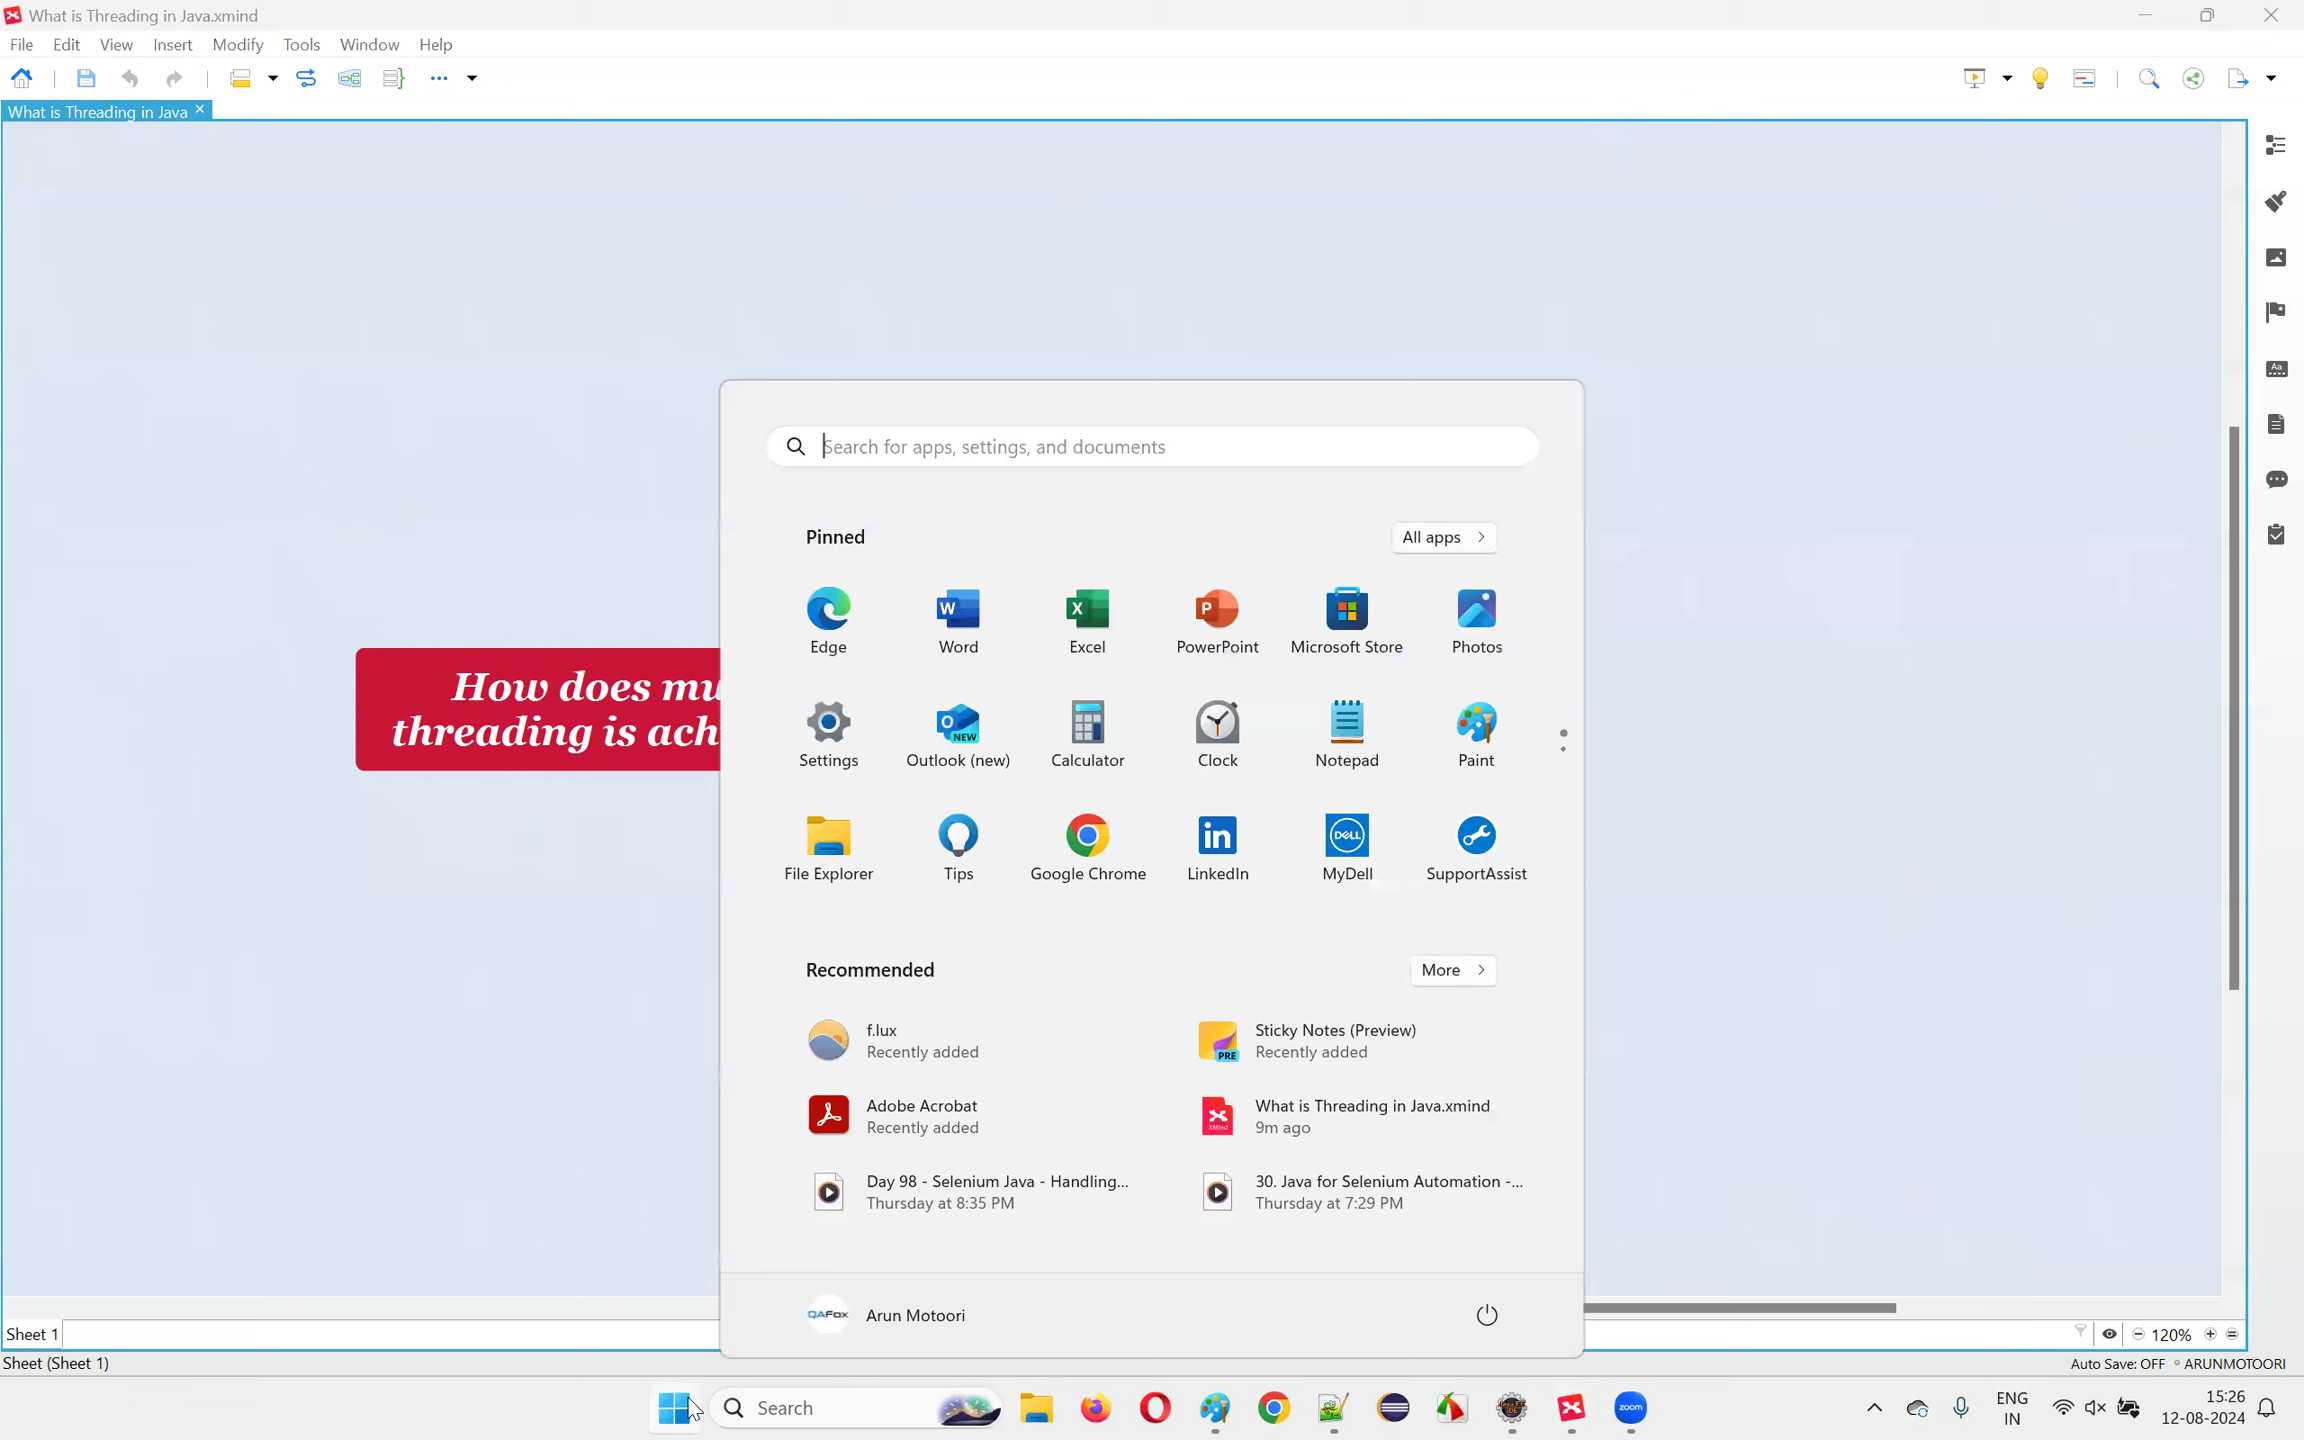 What is Threading in Java.xmind
File Edit View Insert Modify Tools Window Help
What is Threading in Java
Search for apps, settings, and documents
Pinned
All apps
Edge
Word
Excel
PowerPoint
Microsoft Store
Photos
How does mu
threading is ach
Settings
Outlook (new)
Calculator
Clock
Notepad
Paint
File Explorer
Tips
Google Chrome
LinkedIn
MyDell
SupportAssist
Recommended
More
f.lux
Recently added
Sticky Notes (Preview)
Recently added
Adobe Acrobat
Recently added
What is Threading in Java.xmind
9m ago
Day 98 - Selenium Java - Handling...
Thursday at 8:35 PM
30. Java for Selenium Automation -...
Thursday at 7:29 PM
QAFox
Arun Motoori
Sheet 1
120%
Sheet (Sheet 1)
Auto Save: OFF
ARUNMOTOORI
Search
zoom
ENG
IN
15:26
12-08-2024